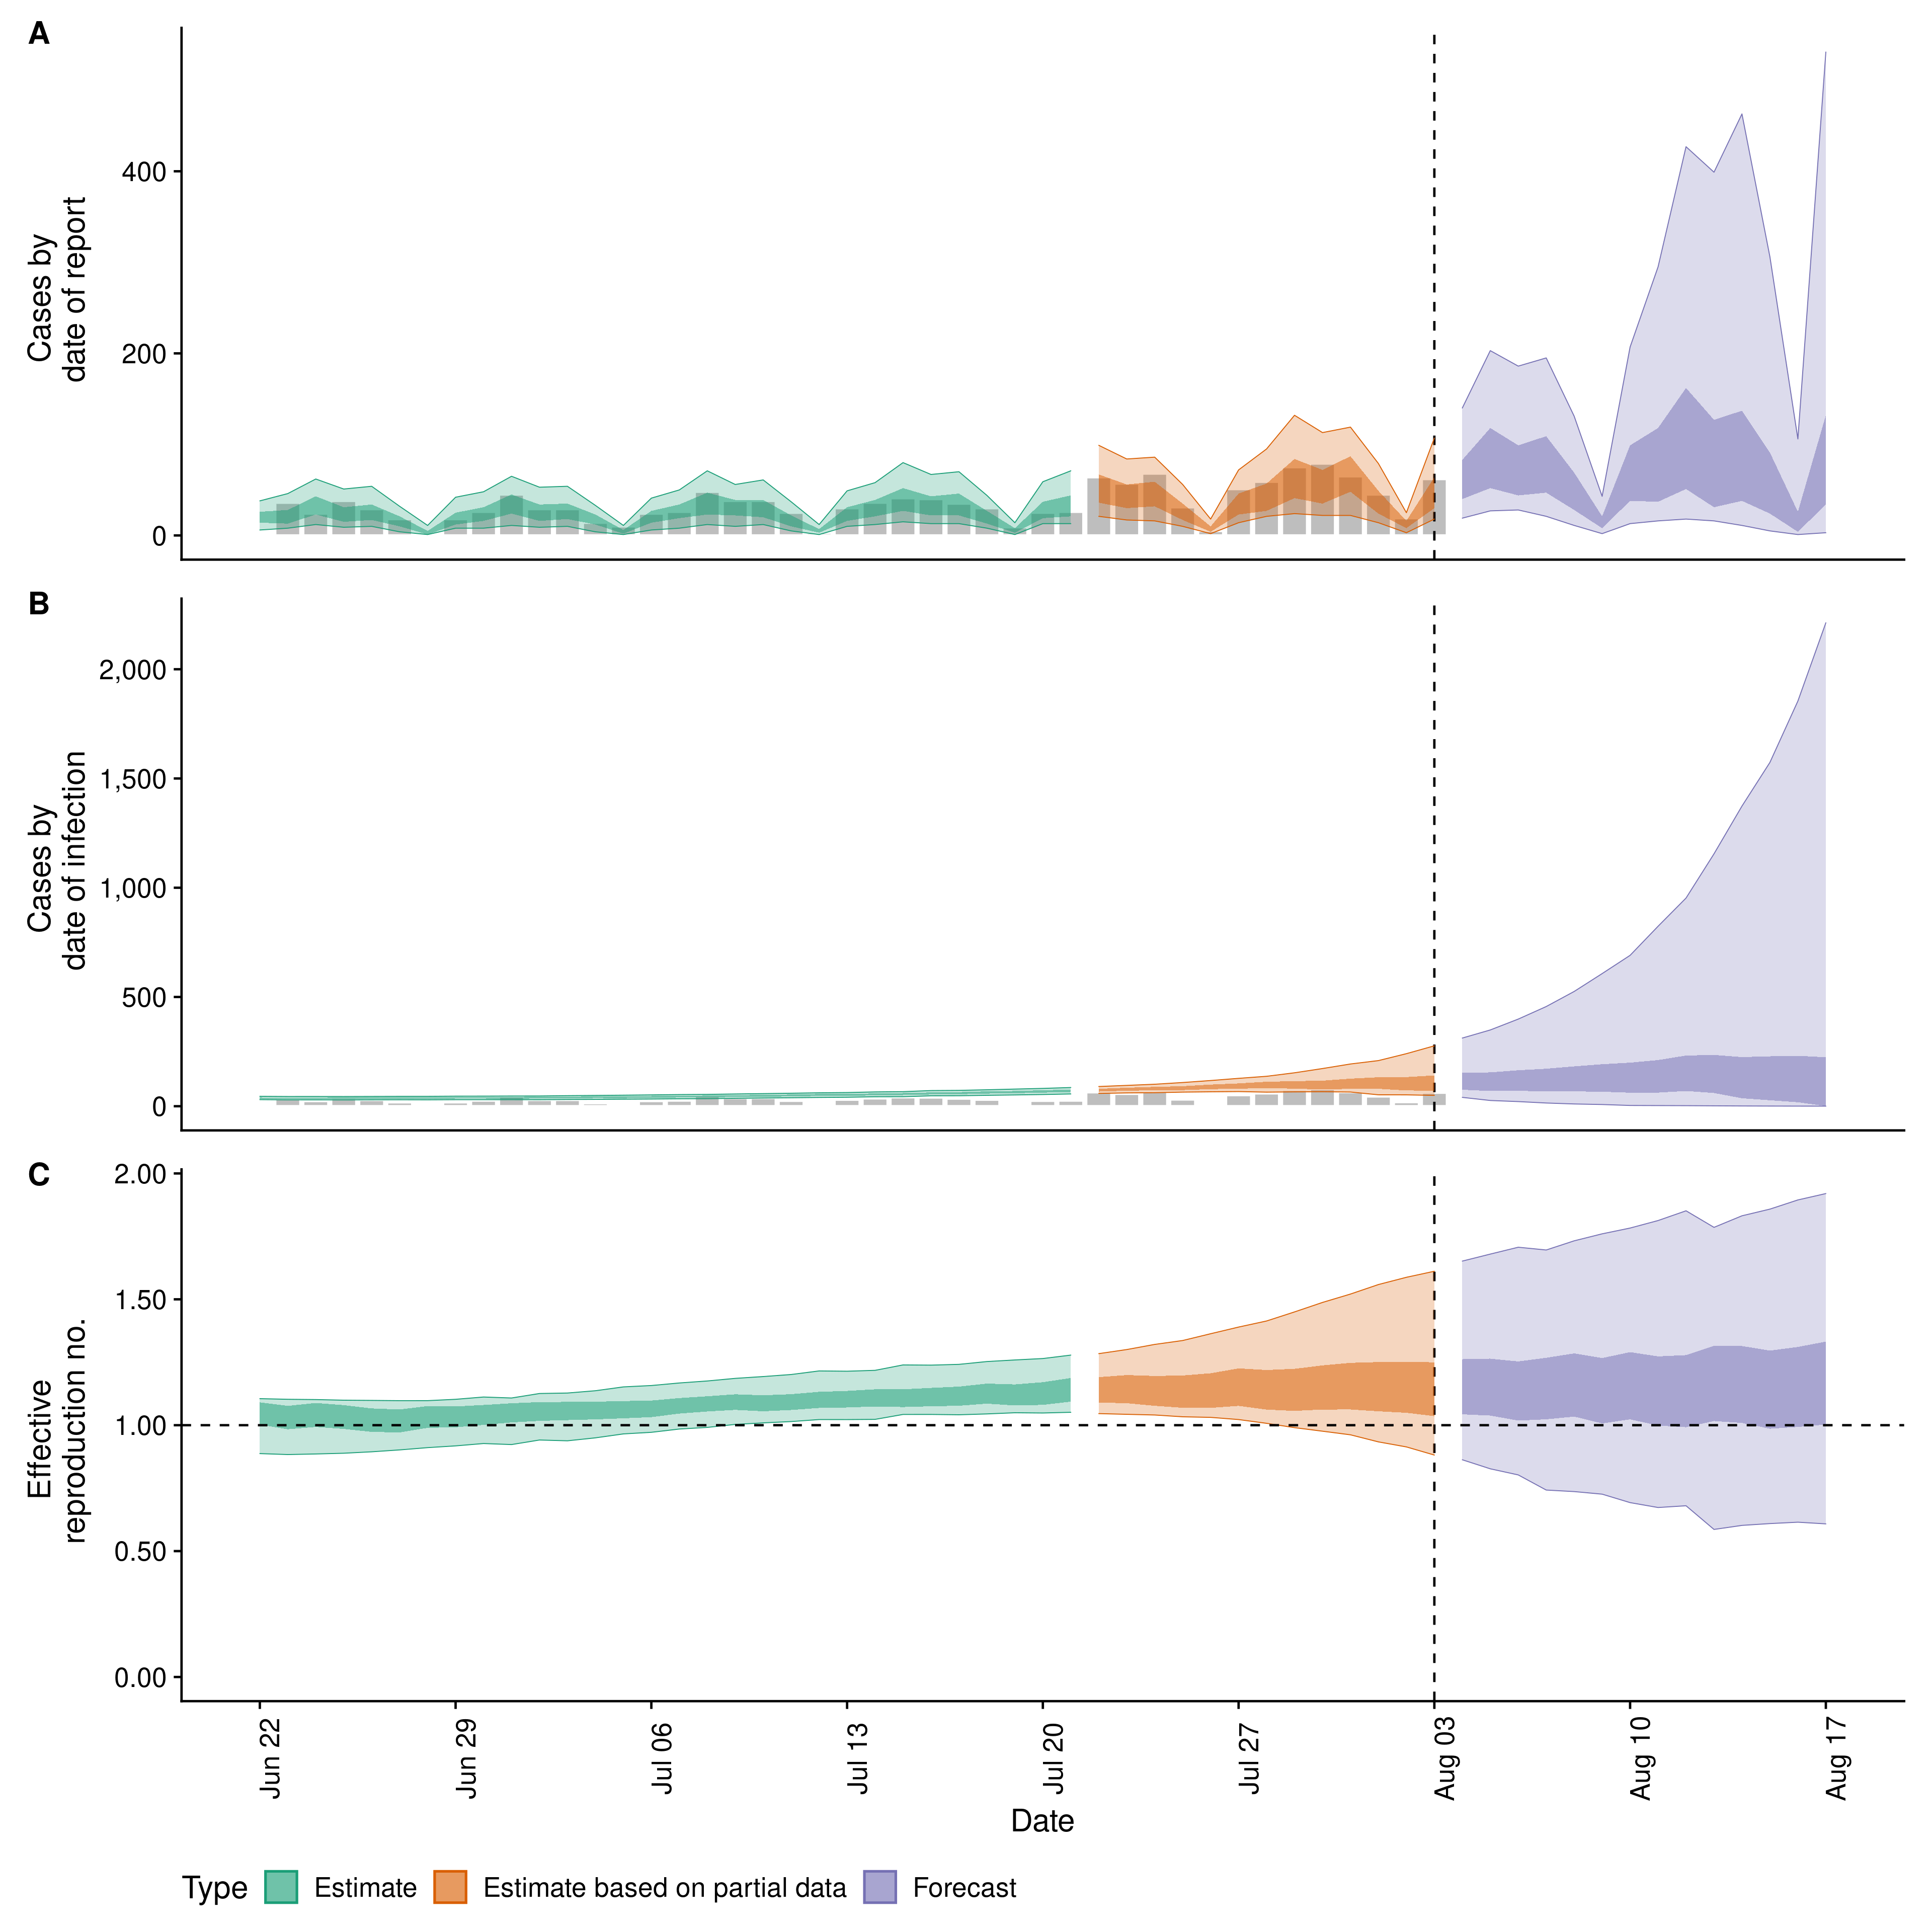 A
Cases by
date of report
400
200
0
B
Cases by
date of infection
2,000
1,500
1,000
500
0
C
Effective
reproduction no.
2.00
1.50
1.00
0.50
0.00
Jun 22
Jun 29
Jul 06
Jul 13
Jul 20
Jul 27
Aug 03
Aug 10
Aug 17
Date
Type Estimate Estimate based on partial data Forecast